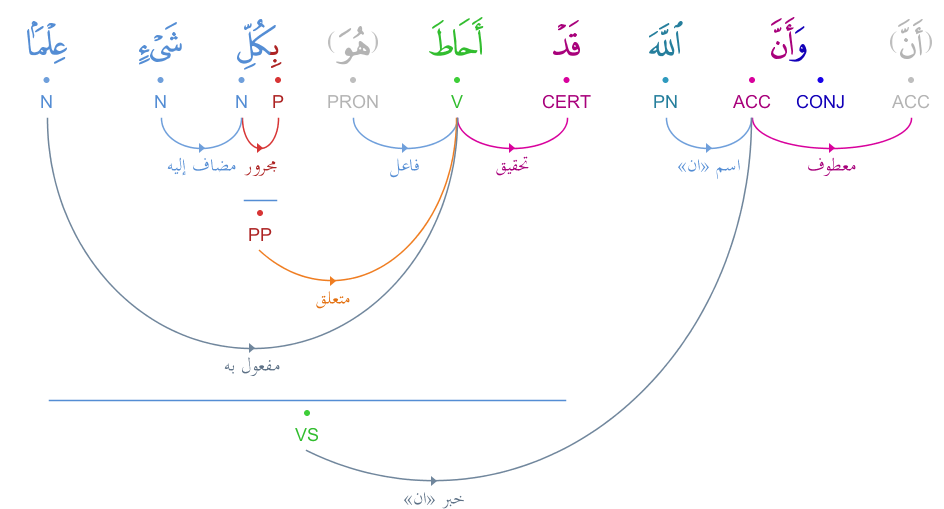 (أَنَّ) وَأَنَّ ٱللَّهَ قَدْ أَحَاطَ (هُوَ) بِكُلِّ شَىْءٍ عِلْمًۢا
ACC CONJ ACC PN CERT V PRON P N N N
معطوف اسم «ان» تحقيق فاعل مجرور مضاف إليه
PP
متعلق
مفعول به
VS
خبر «ان»